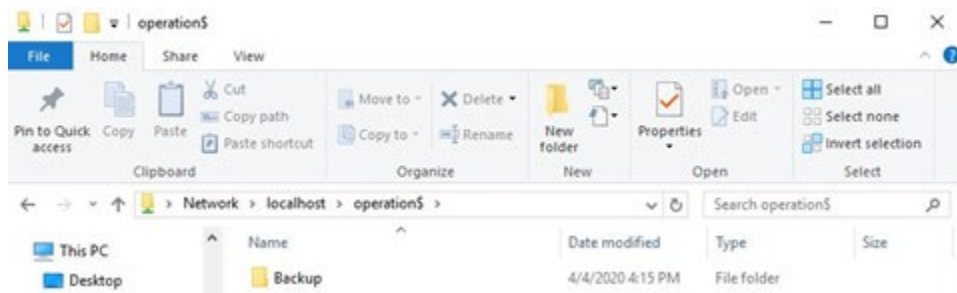 operation$
File Home Share View
Pin to Quick access
Copy
Paste
Cut
Copy path
Paste shortcut
Clipboard
Move to
Copy to
Delete
Rename
Organize
New folder
New
Properties
Open
Edit
Open
Select all
Select none
Invert selection
Select
Network > localhost > operation$ >
Search operation$
This PC
Desktop
Name Date modified Type Size
Backup 4/4/2020 4:15 PM File folder